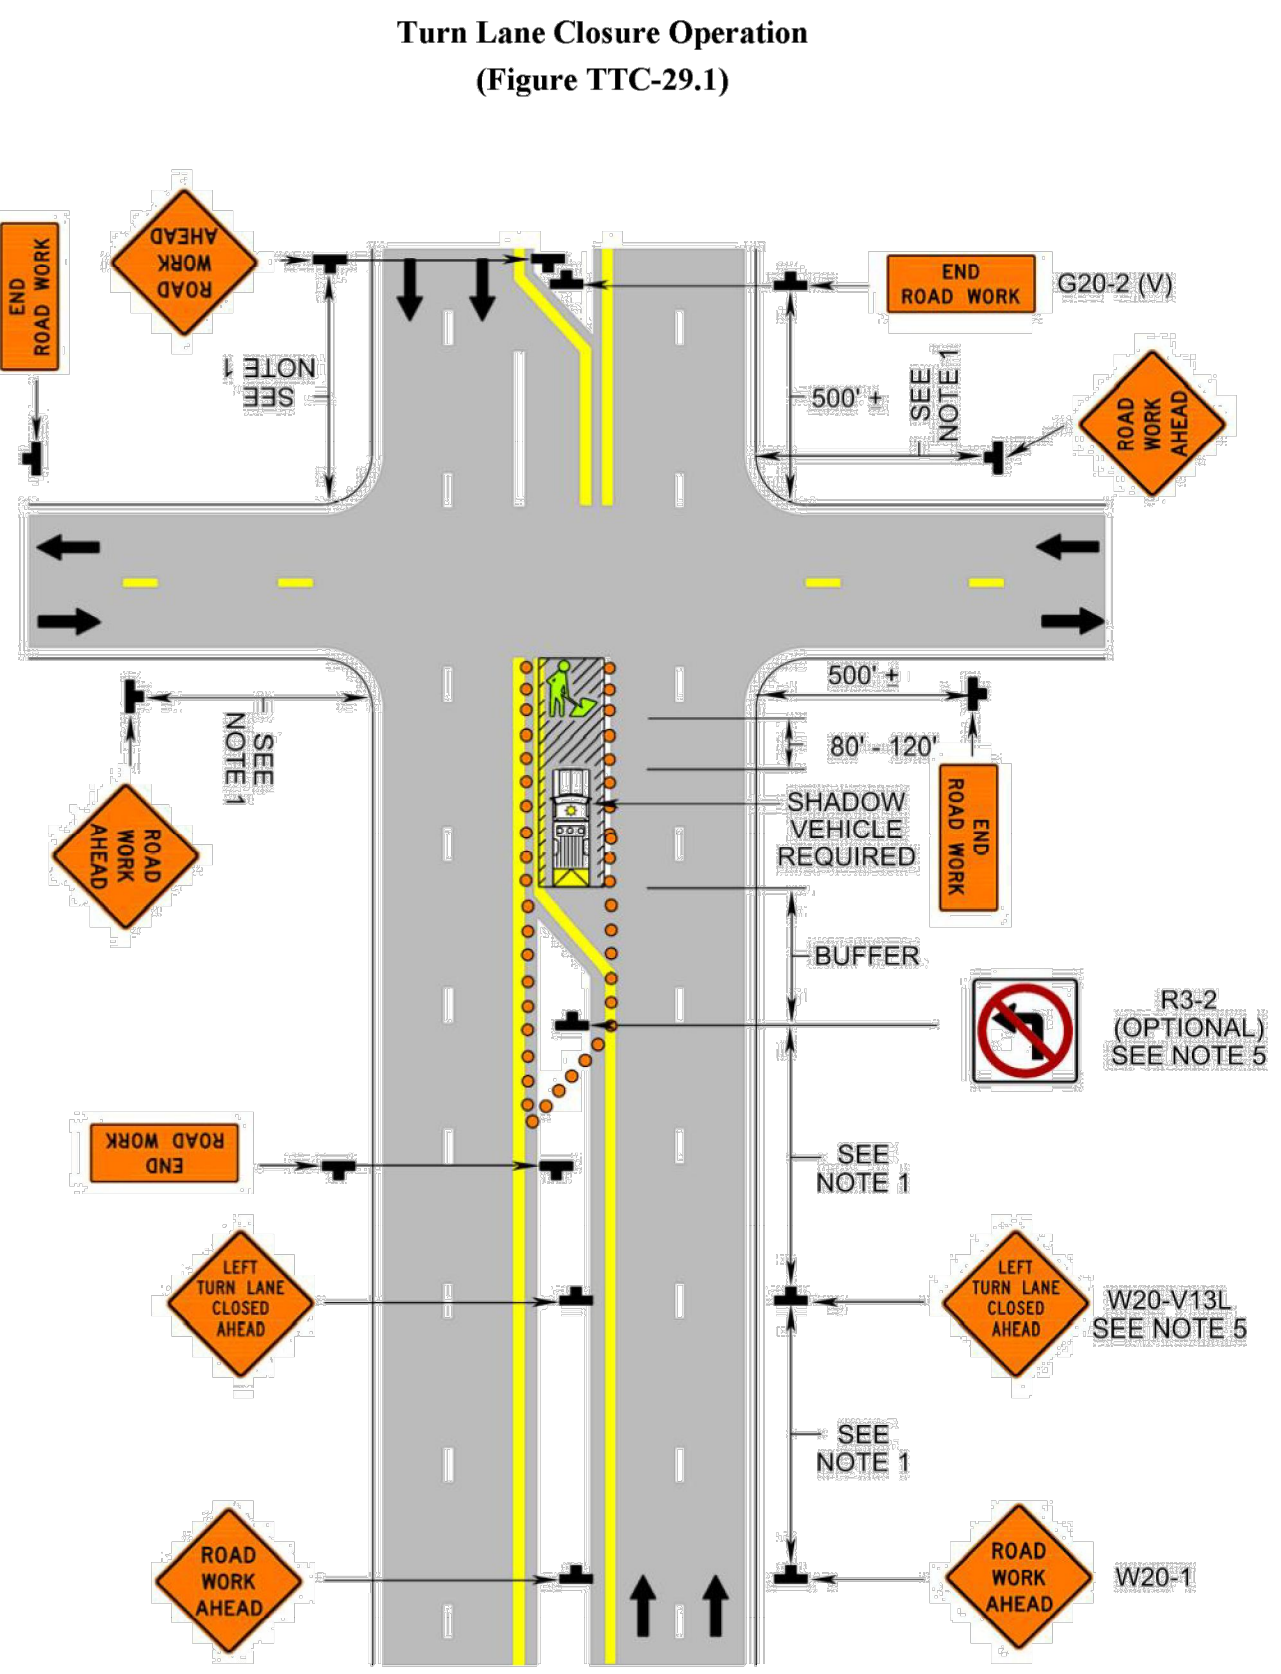 Turn Lane Closure Operation
(Figure TTC-29.1)
END
ROAD WORK
ROAD
WORK
AHEAD
SEE
NOTE 1
END
ROAD WORK
G20-2 (V)
500' +
SEE
NOTE 1
ROAD
WORK
AHEAD
SEE
NOTE 1
ROAD
WORK
AHEAD
500' ±
80' - 120'
SHADOW
VEHICLE
REQUIRED
END
ROAD WORK
BUFFER
R3-2
(OPTIONAL)
SEE NOTE 5
END
ROAD WORK
SEE
NOTE 1
LEFT
TURN LANE
CLOSED
AHEAD
LEFT
TURN LANE
CLOSED
AHEAD
W20-V13L
SEE NOTE 5
SEE
NOTE 1
ROAD
WORK
AHEAD
ROAD
WORK
AHEAD
W20-1